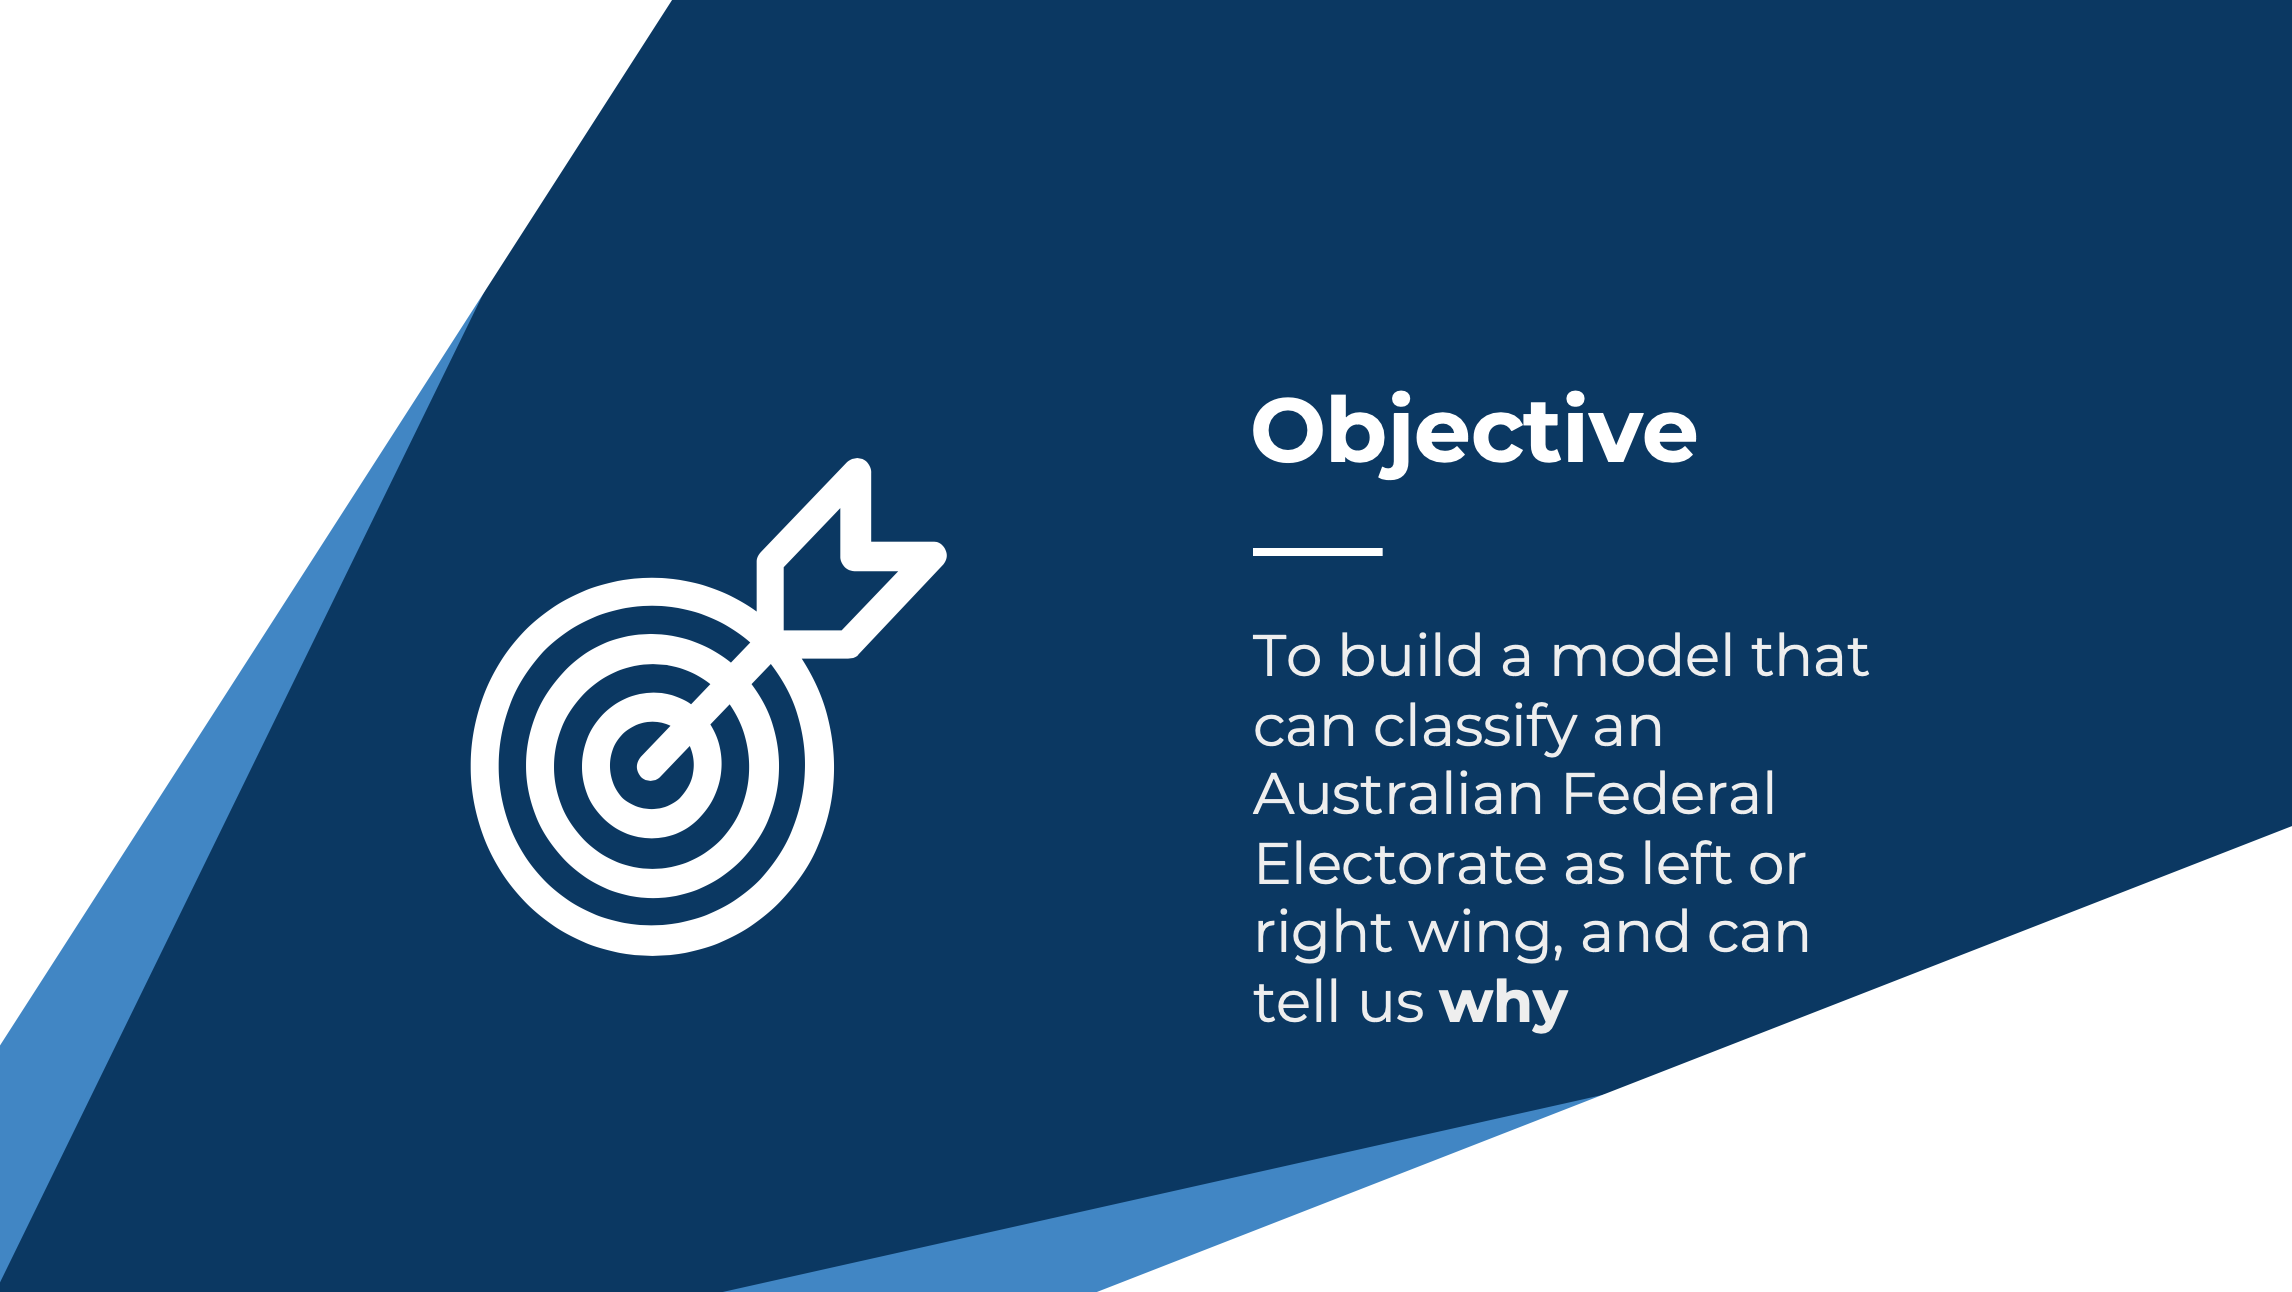 Objective
To build a model that
can classify an
Australian Federal
Electorate as left or
right wing, and can
tell us why